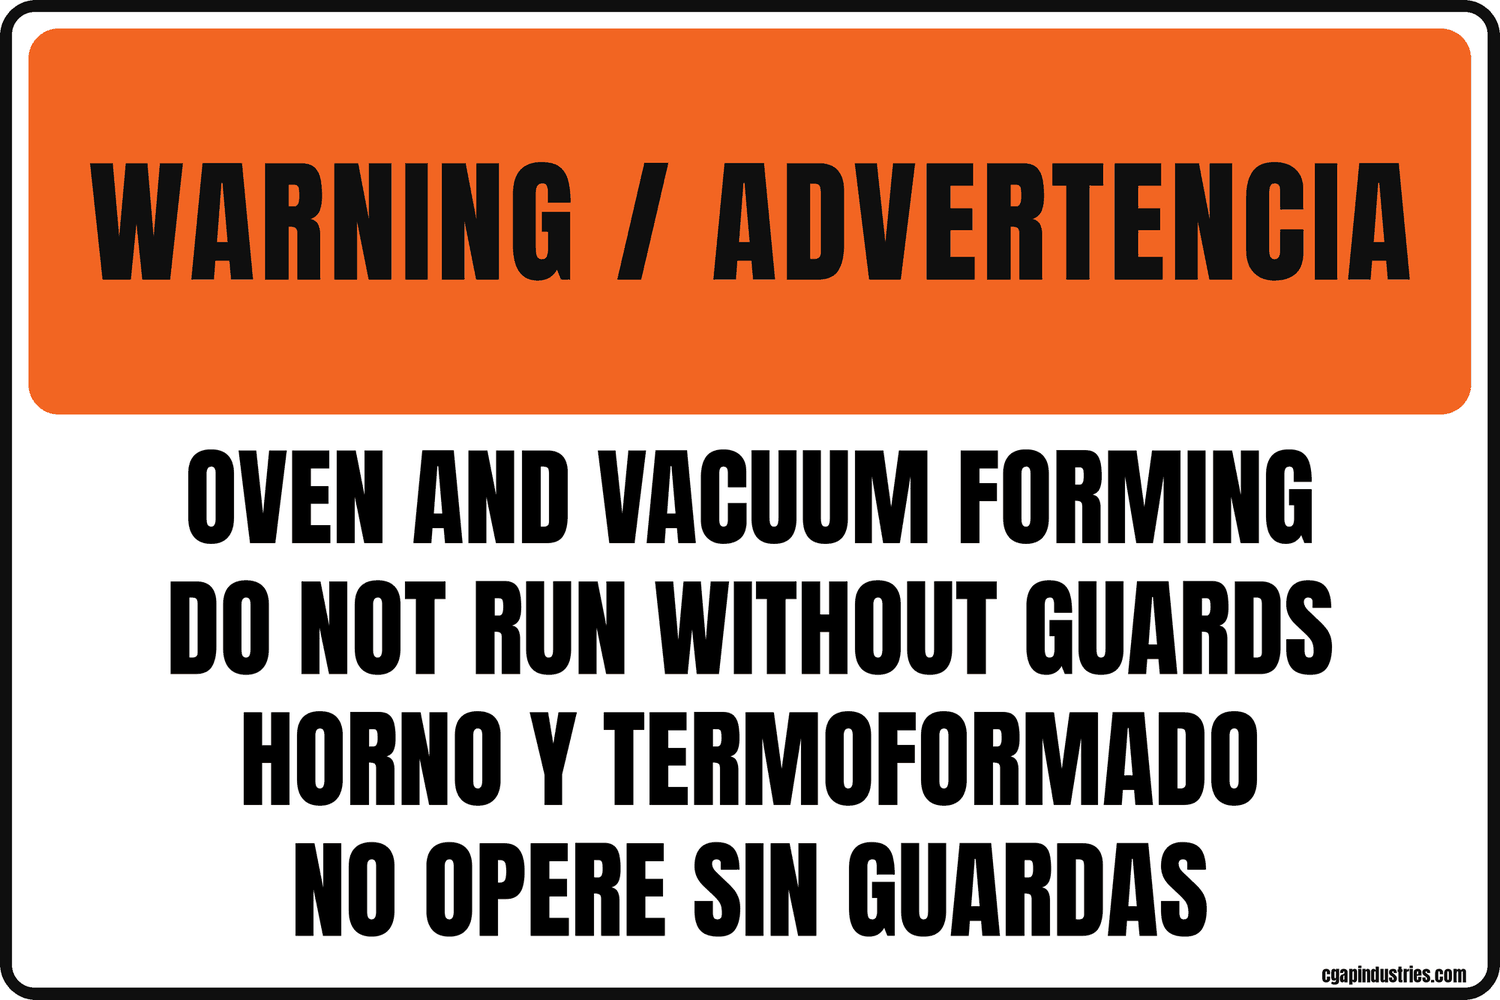 WARNING / ADVERTENCIA
OVEN AND VACUUM FORMING
DO NOT RUN WITHOUT GUARDS
HORNO Y TERMOFORMADO
NO OPERE SIN GUARDAS
cgapindustries.com